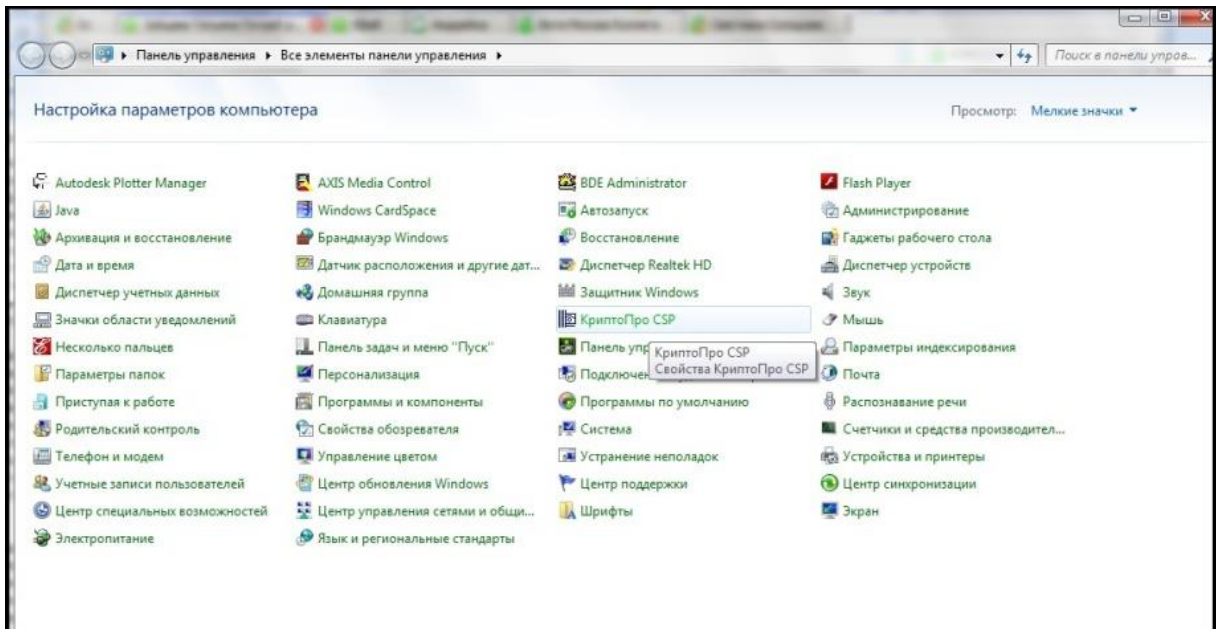 Панель управления ▸ Все элементы панели управления ▸
Поиск в панели управ...
Настройка параметров компьютера
Просмотр: Мелкие значки
Autodesk Plotter Manager AXIS Media Control BDE Administrator Flash Player
Java Windows CardSpace Автозапуск Администрирование
Архивация и восстановление Брандмауэр Windows Восстановление Гаджеты рабочего стола
Дата и время Датчик расположения и другие дат... Диспетчер Realtek HD Диспетчер устройств
Диспетчер учетных данных Домашняя группа Защитник Windows Звук
Значки области уведомлений Клавиатура КриптоПро CSP Мышь
Несколько пальцев Панель задач и меню "Пуск" Панель упр Параметры индексирования
КриптоПро CSP
Свойства КриптоПро CSP
Параметры папок Персонализация Подключен Почта
Приступая к работе Программы и компоненты Программы по умолчанию Распознавание речи
Родительский контроль Свойства обозревателя Система Счетчики и средства производител...
Телефон и модем Управление цветом Устранение неполадок Устройства и принтеры
Учетные записи пользователей Центр обновления Windows Центр поддержки Центр синхронизации
Центр специальных возможностей Центр управления сетями и общи... Шрифты Экран
Электропитание Язык и региональные стандарты